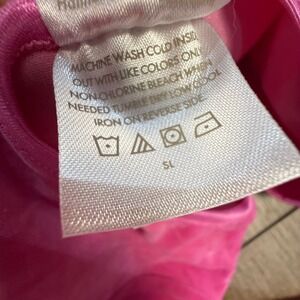 MACHINE WASH COLD INSIDE
OUT WITH LIKE COLORS ONLY
NON-CHLORINE BLEACH WHEN
NEEDED TUMBLE DRY LOW COOL
IRON ON REVERSE SIDE
SL